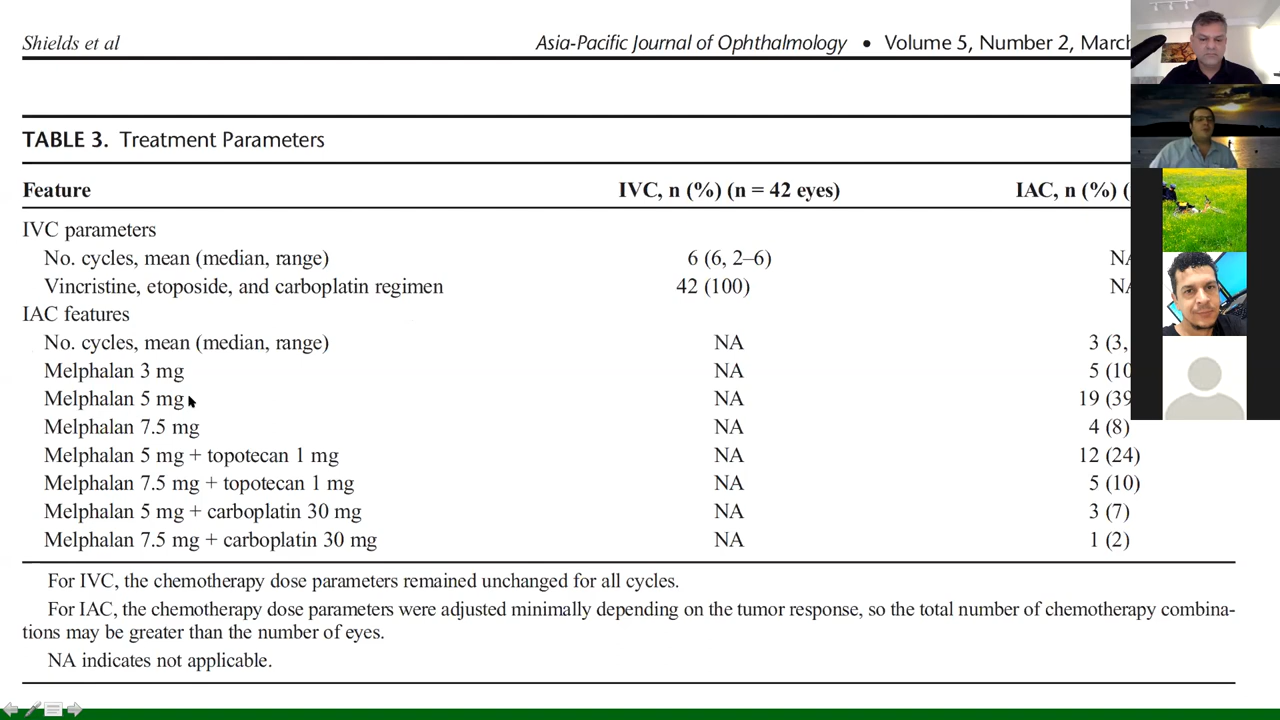 Shields et al Asia-Pacific Journal of Ophthalmology • Volume 5, Number 2, March
TABLE 3. Treatment Parameters
Feature IVC, n (%) (n = 42 eyes) IAC, n (%) (
IVC parameters
No. cycles, mean (median, range) 6 (6, 2–6) NA
Vincristine, etoposide, and carboplatin regimen 42 (100) NA
IAC features
No. cycles, mean (median, range) NA 3 (3,
Melphalan 3 mg NA 5 (10
Melphalan 5 mg NA 19 (39
Melphalan 7.5 mg NA 4 (8)
Melphalan 5 mg + topotecan 1 mg NA 12 (24)
Melphalan 7.5 mg + topotecan 1 mg NA 5 (10)
Melphalan 5 mg + carboplatin 30 mg NA 3 (7)
Melphalan 7.5 mg + carboplatin 30 mg NA 1 (2)
For IVC, the chemotherapy dose parameters remained unchanged for all cycles.
For IAC, the chemotherapy dose parameters were adjusted minimally depending on the tumor response, so the total number of chemotherapy combina-
tions may be greater than the number of eyes.
NA indicates not applicable.